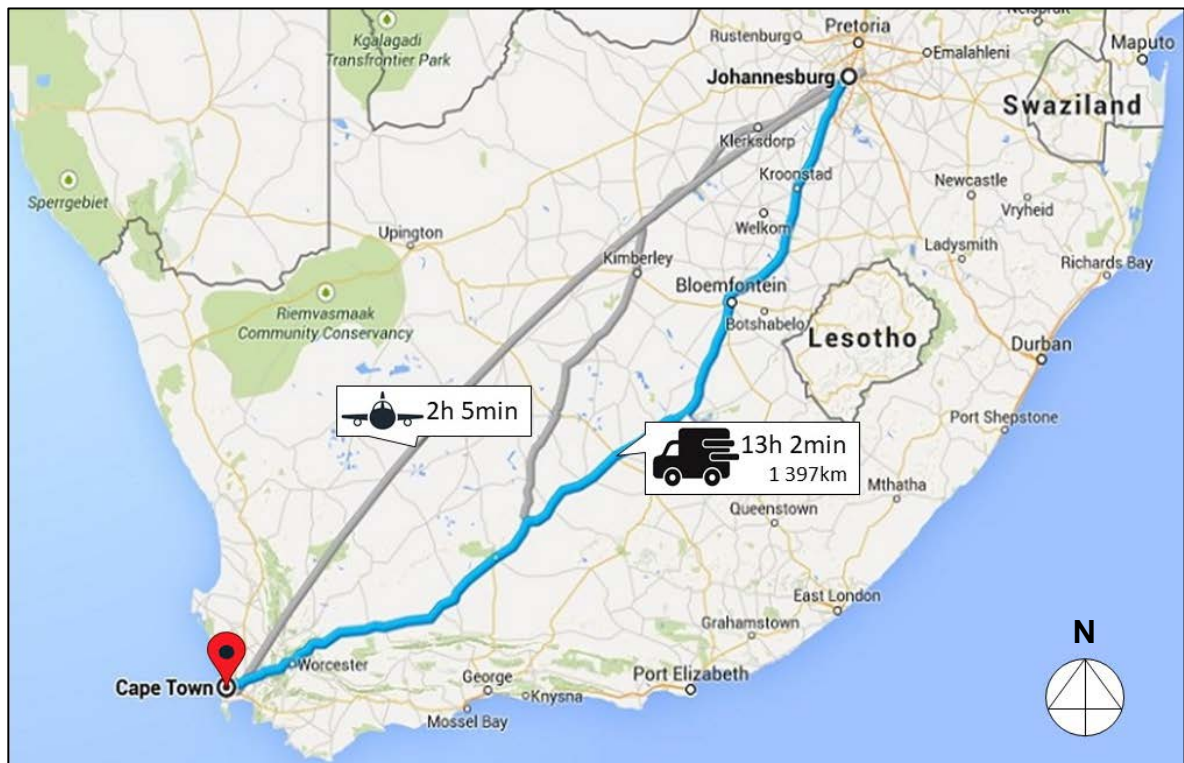 Nelspruit
Kgalagadi
Transfrontier Park
Rustenburg
Pretoria
Emalahleni
Maputo
Johannesburg
Swaziland
Klerksdorp
Kroonstad
Newcastle
Vryheid
Sperrgebiet
Upington
Welkom
Ladysmith
Kimberley
Richards Bay
Bloemfontein
Riemvasmaak
Community Conservancy
Botshabelo
Lesotho
Durban
2h 5min
Port Shepstone
13h 2min
1 397km
Mthatha
Queenstown
East London
Grahamstown
N
Worcester
Cape Town
George
Knysna
Port Elizabeth
Mossel Bay